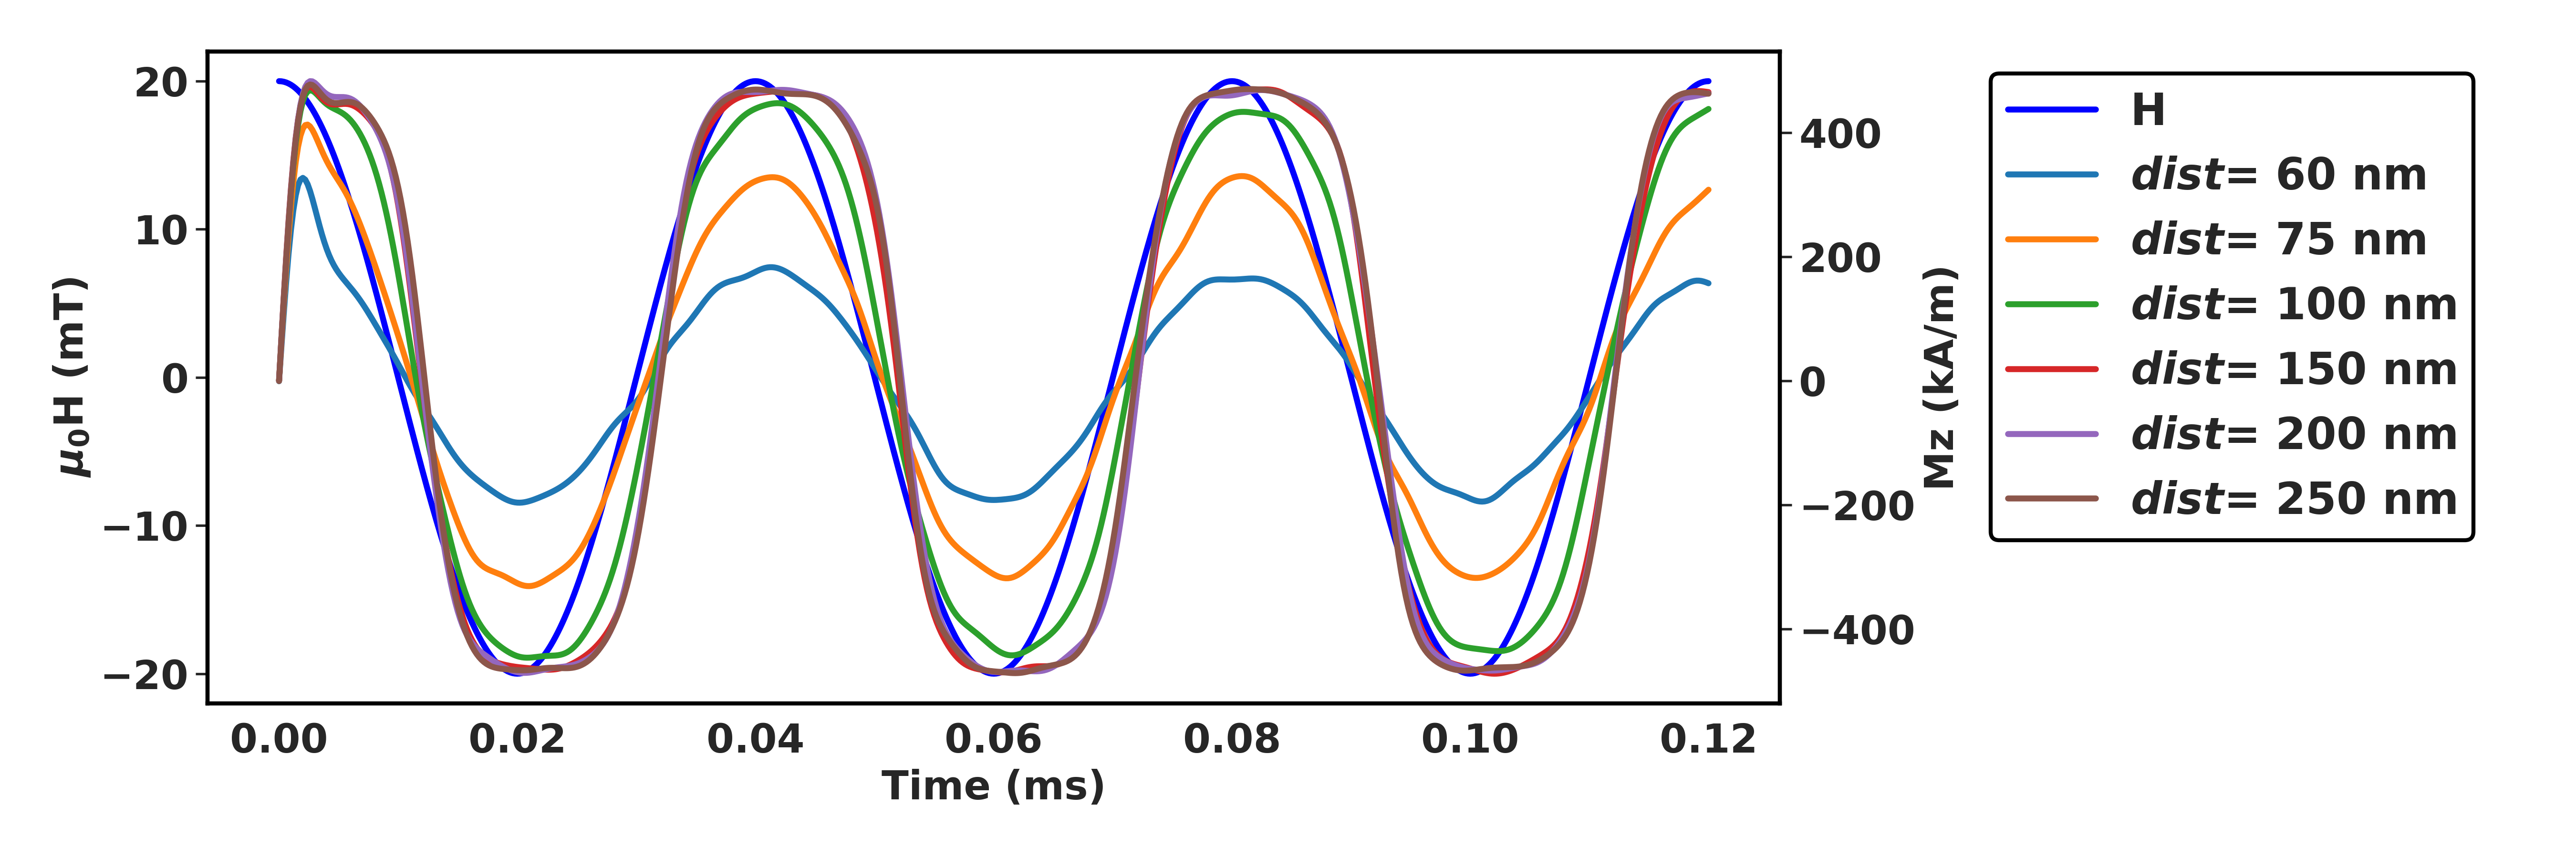 20
10
0
−10
−20
μ₀H (mT)
0.00
0.02
0.04
0.06
0.08
0.10
0.12
Time (ms)
400
200
0
−200
−400
Mz (kA/m)
H
dist= 60 nm
dist= 75 nm
dist= 100 nm
dist= 150 nm
dist= 200 nm
dist= 250 nm